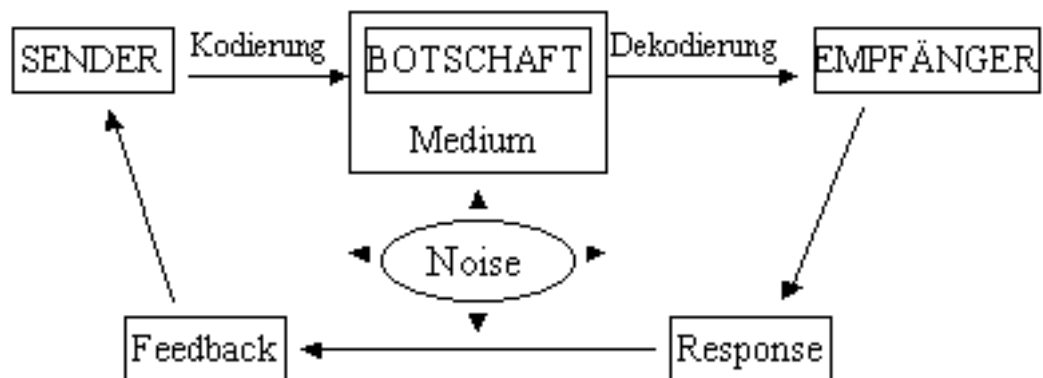 SENDER
Kodierung
BOTSCHAFT
Medium
Dekodierung
EMPFÄNGER
Noise
Feedback
Response